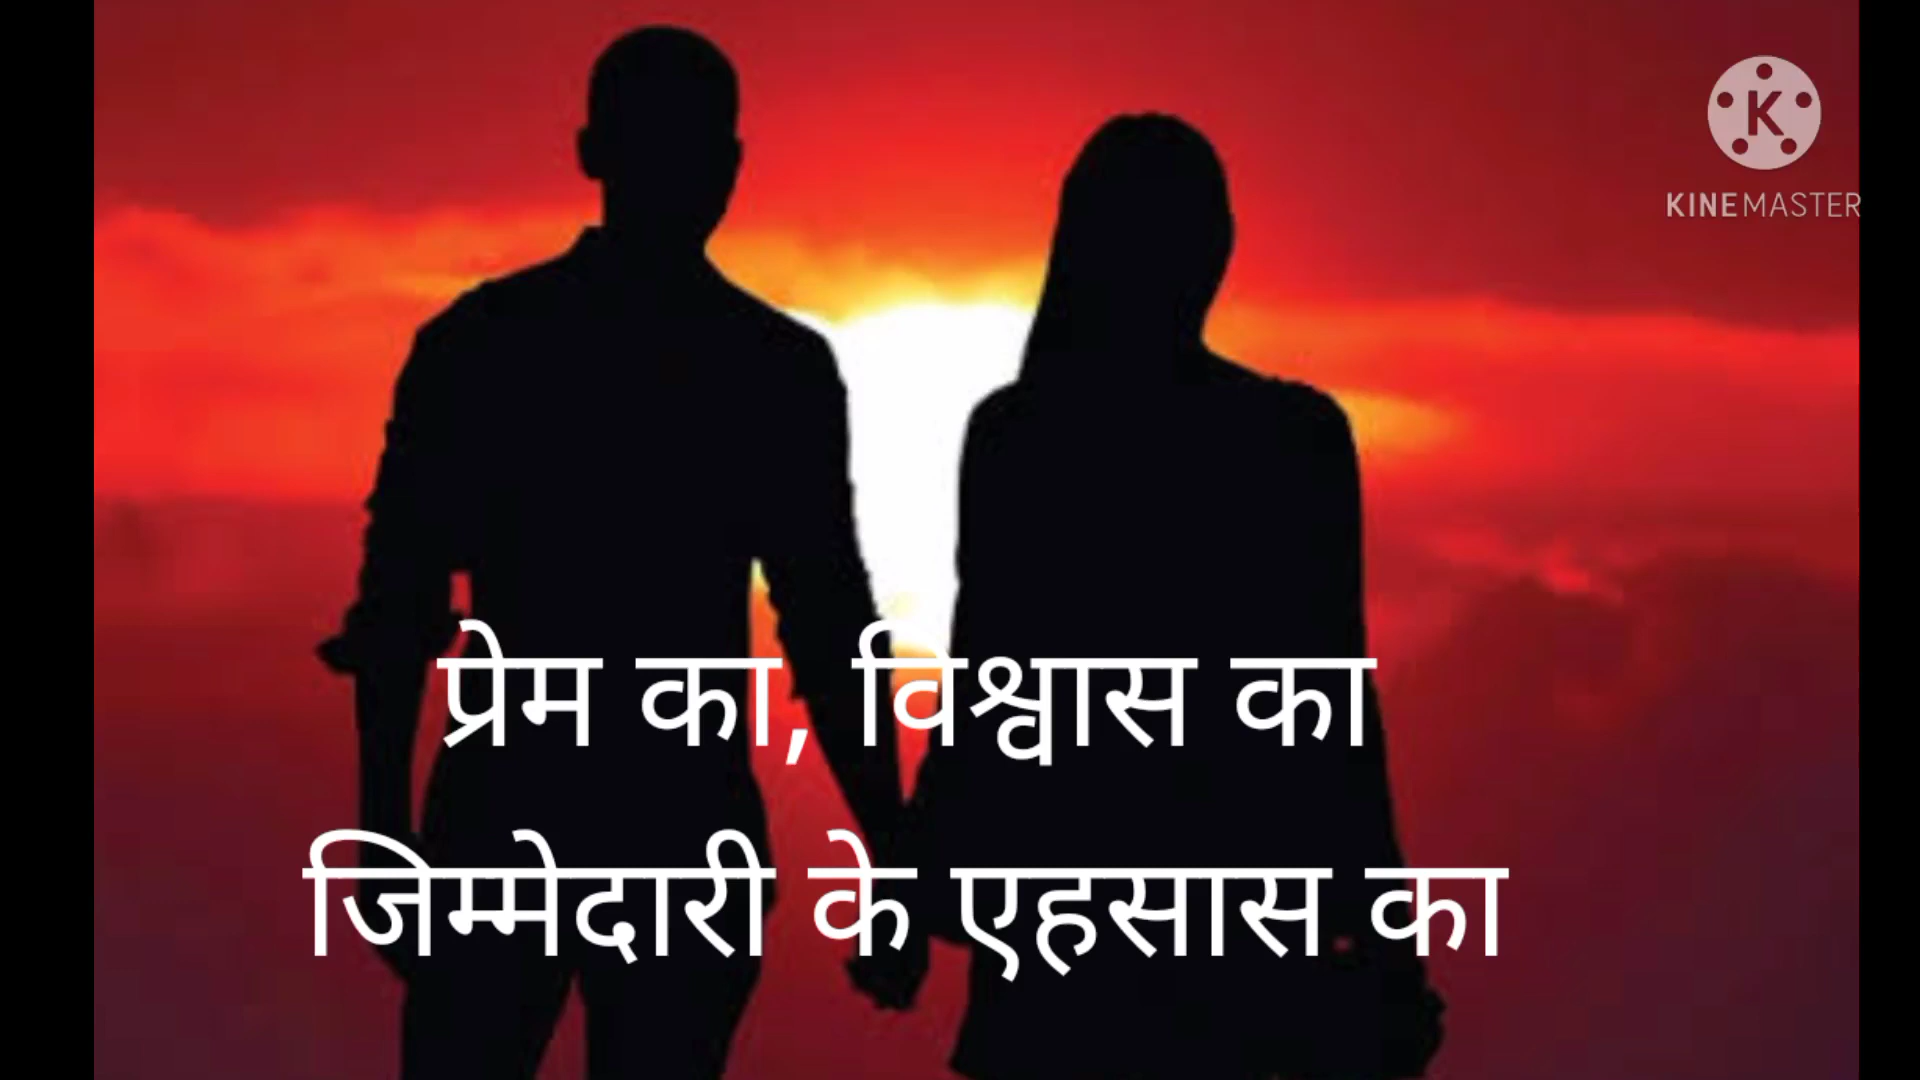 KINEMASTER
प्रेम का, विश्वास का
जिम्मेदारी के एहसास का